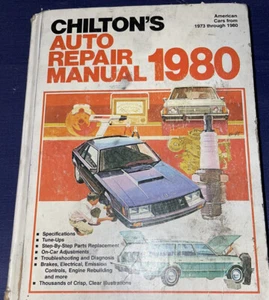 CHILTON'S
AUTO
REPAIR
MANUAL 1980
American
Cars from
1973 through 1980
• Specifications
• Tune-Ups
• Step-By-Step Parts Replacement
• On-Car Adjustments
• Troubleshooting and Diagnosis
• Brakes, Electrical, Emission
Controls, Engine Rebuilding
and more
• Thousands of Crisp, Clear Illustrations